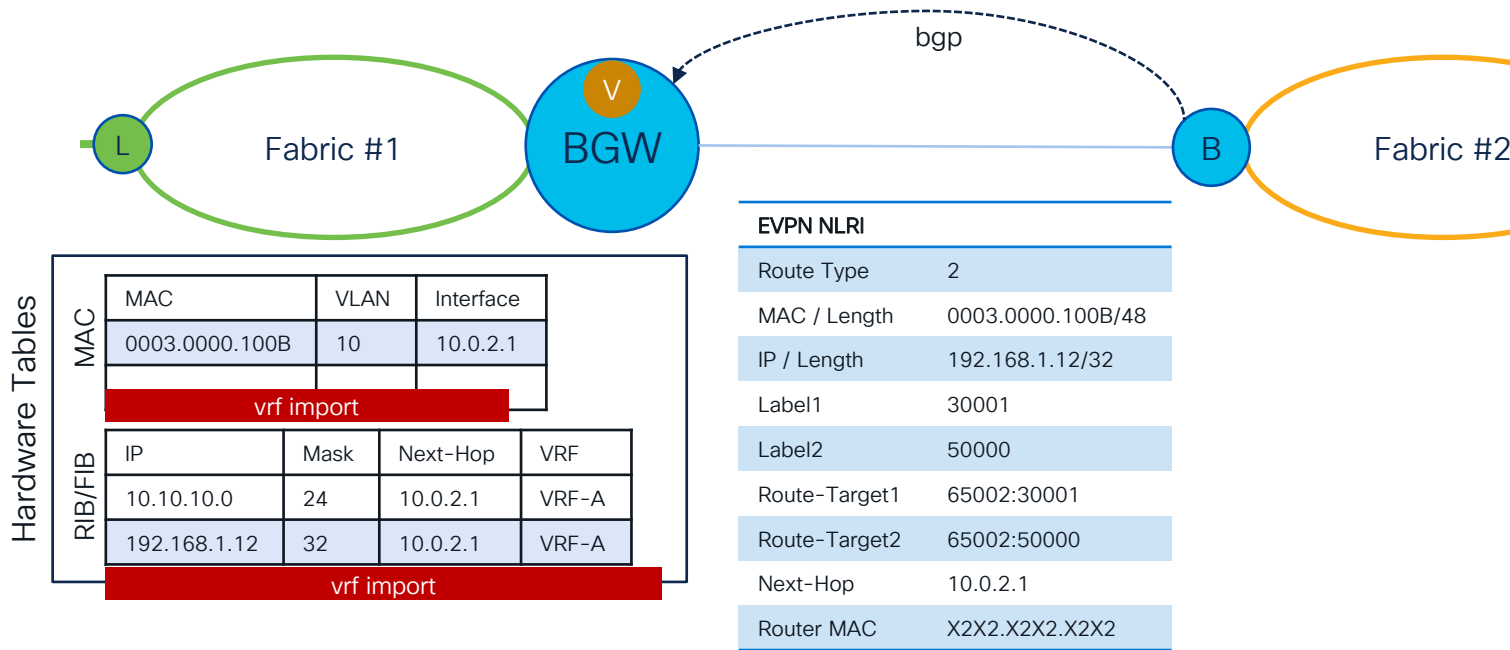 bgp
V
L
Fabric #1
BGW
B
Fabric #2
Hardware Tables
MAC
MAC VLAN Interface
0003.0000.100B 10 10.0.2.1
vrf import
RIB/FIB
IP Mask Next-Hop VRF
10.10.10.0 24 10.0.2.1 VRF-A
192.168.1.12 32 10.0.2.1 VRF-A
vrf import
EVPN NLRI
Route Type 2
MAC / Length 0003.0000.100B/48
IP / Length 192.168.1.12/32
Label1 30001
Label2 50000
Route-Target1 65002:30001
Route-Target2 65002:50000
Next-Hop 10.0.2.1
Router MAC X2X2.X2X2.X2X2